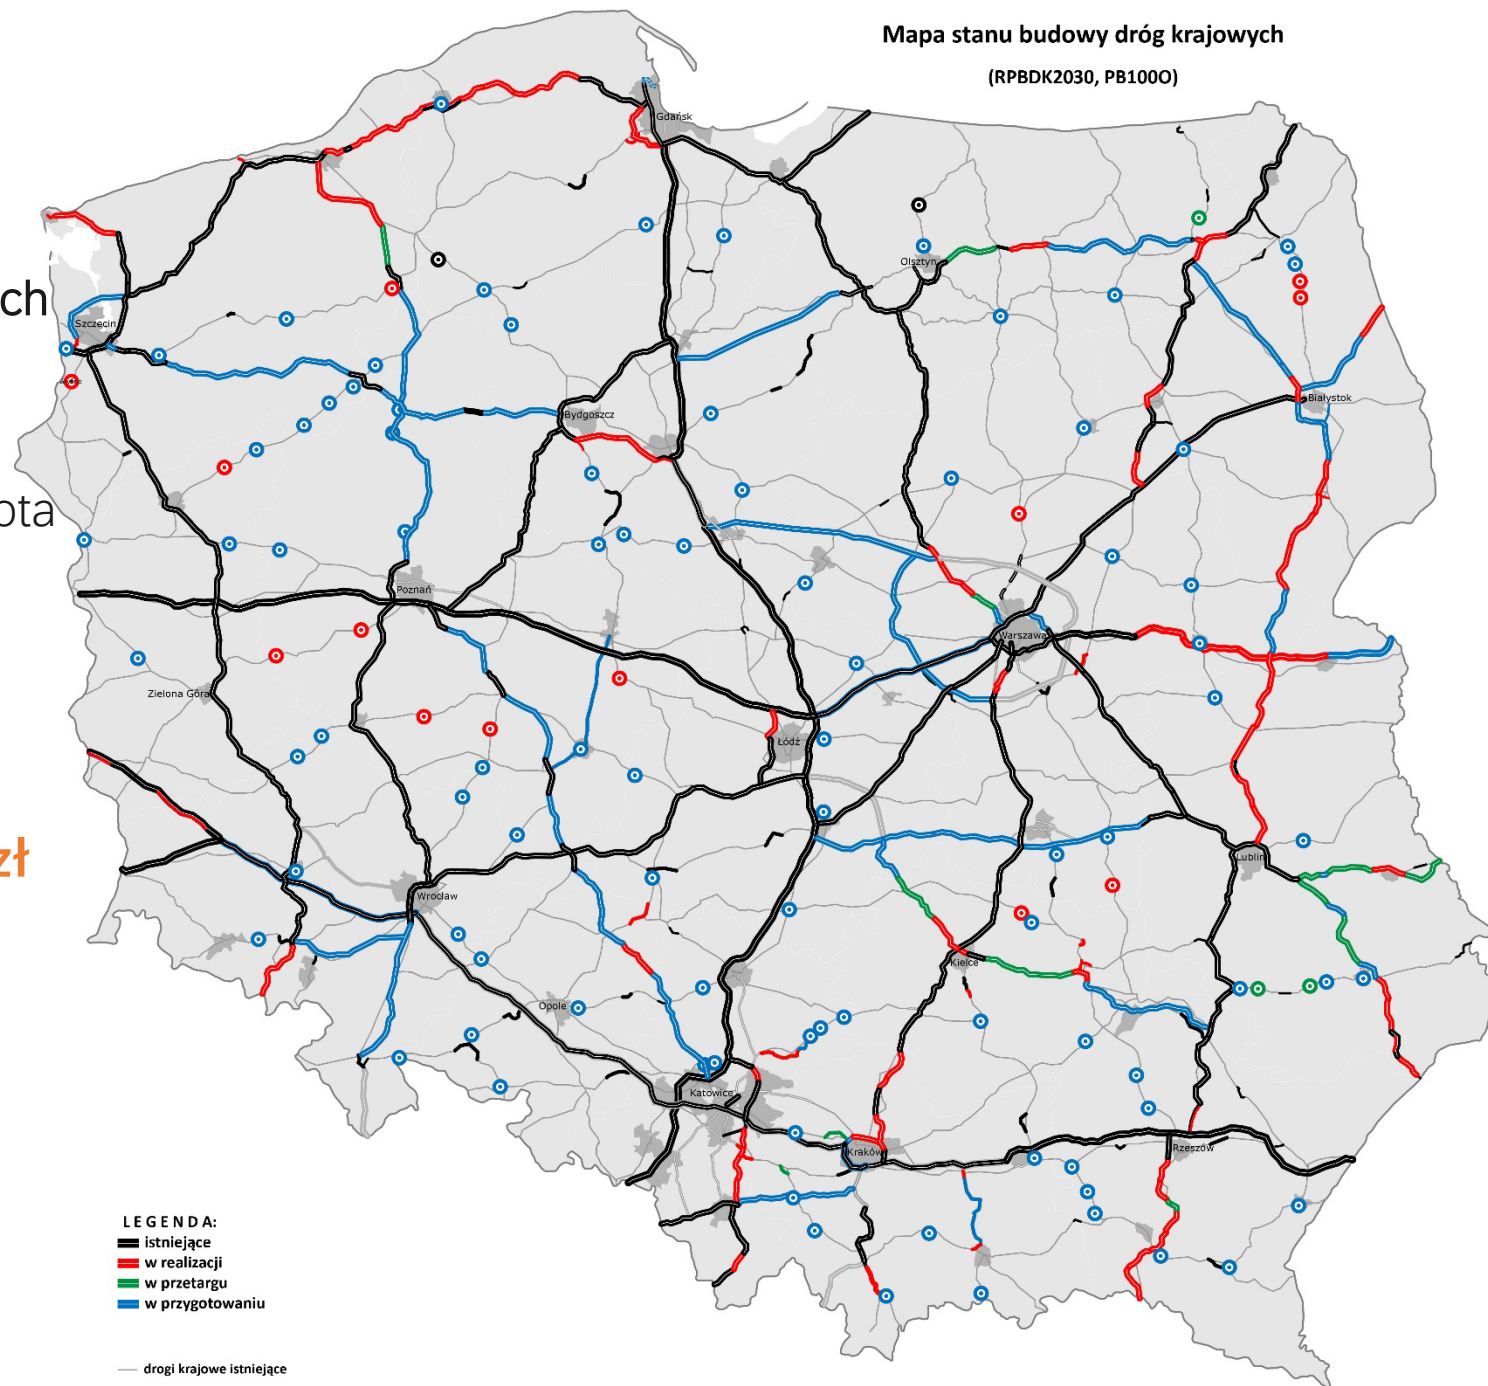 Mapa stanu budowy dróg krajowych
(RPBDK2030, PB100O)
Gdańsk
Olsztyn
ch
Szczecin
Białystok
Bydgoszcz
ota
Poznań
Warszawa
Zielona Góra
Łódź
zł
Lublin
Wrocław
Kielce
Opole
Katowice
Kraków
Rzeszów
LEGENDA:
istniejące
w realizacji
w przetargu
w przygotowaniu
drogi krajowe istniejące